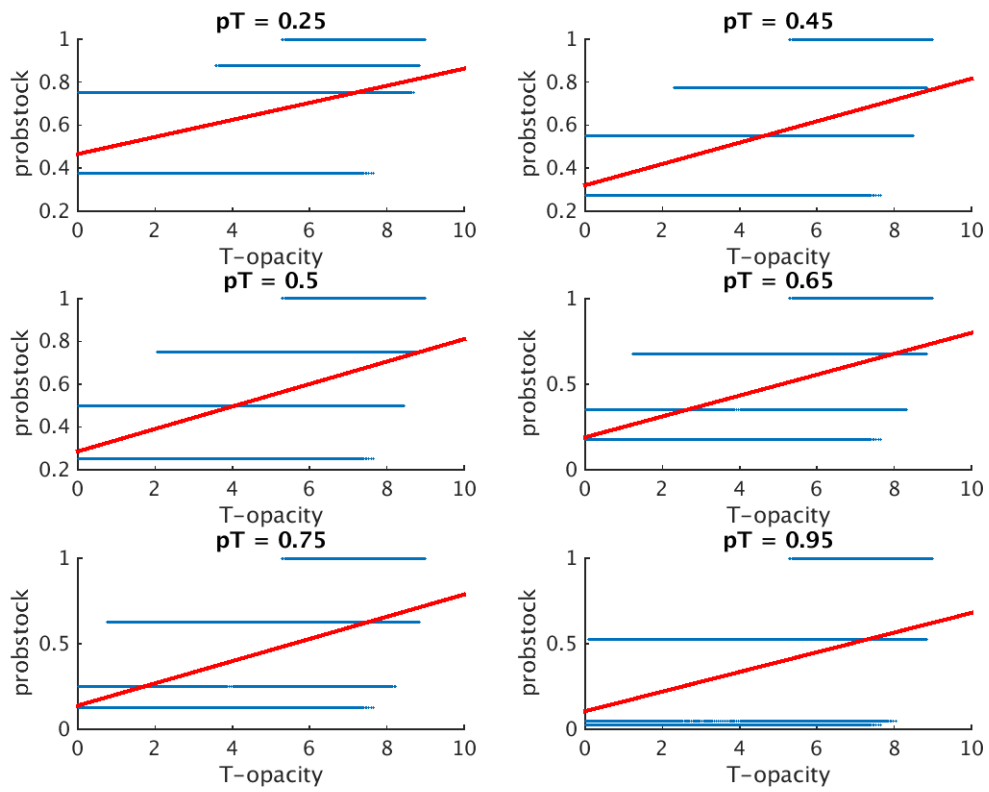 pT = 0.25
probstock
1
0.8
0.6
0.4
0.2
0 2 4 6 8 10
T-opacity
pT = 0.45
probstock
1
0.8
0.6
0.4
0.2
0 2 4 6 8 10
T-opacity
pT = 0.5
probstock
1
0.8
0.6
0.4
0.2
0 2 4 6 8 10
T-opacity
pT = 0.65
probstock
1
0.5
0
0 2 4 6 8 10
T-opacity
pT = 0.75
probstock
1
0.5
0
0 2 4 6 8 10
T-opacity
pT = 0.95
probstock
1
0.5
0
0 2 4 6 8 10
T-opacity